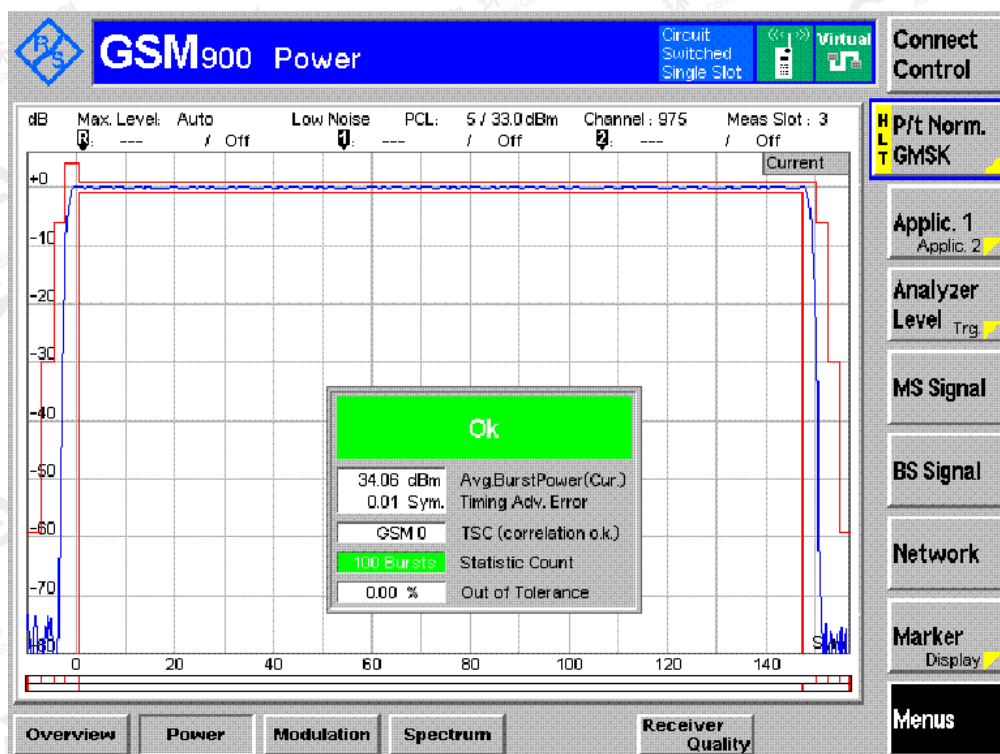 R/S
GSM900 Power
Circuit
Switched
Single Slot
Virtual
Connect
Control
dB Max. Level: Auto Low Noise PCL: 5 / 33.0 dBm Channel : 975 Meas Slot : 3
R: --- / Off 1: --- / Off 2: --- / Off
Current
HLT
P/t Norm.
GMSK
Applic. 1
Applic. 2
Analyzer
Level Trg.
MS Signal
BS Signal
Network
Marker
Display
Menus
+0
-10
-20
-30
-40
-50
-60
-70
-80
Ok
34.06 dBm Avg.BurstPower(Cur.)
0.01 Sym. Timing Adv. Error
GSM 0 TSC (correlation o.k.)
100 Bursts Statistic Count
0.00 % Out of Tolerance
0 20 40 60 80 100 120 140
Overview Power Modulation Spectrum Receiver
Quality